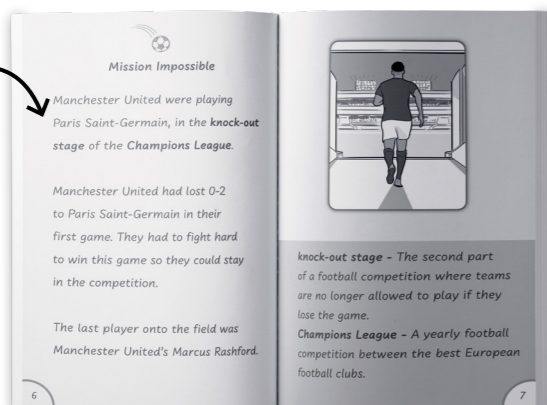 Mission Impossible
Manchester United were playing
Paris Saint-Germain, in the knock-out
stage of the Champions League.
Manchester United had lost 0-2
to Paris Saint-Germain in their
first game. They had to fight hard
to win this game so they could stay
in the competition.
The last player onto the field was
Manchester United's Marcus Rashford.
6
knock-out stage - The second part
of a football competition where teams
are no longer allowed to play if they
lose the game.
Champions League - A yearly football
competition between the best European
football clubs.
7